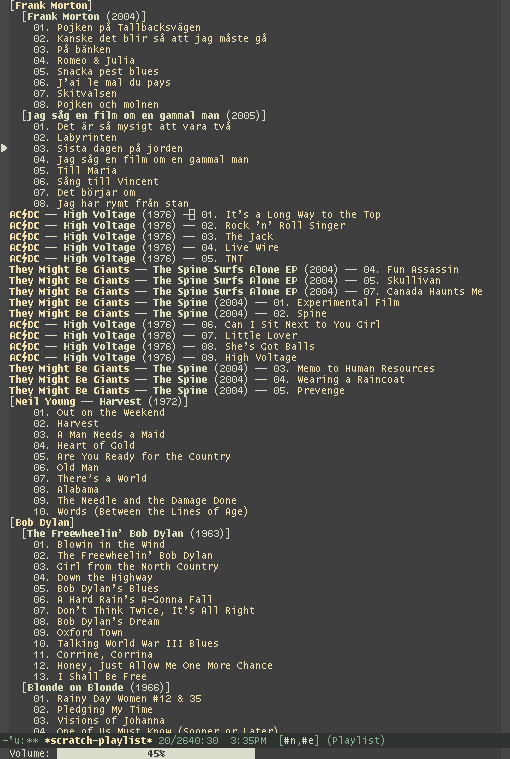 [Frank Morton]
[Frank Morton (2004)]
01. Pojken på Tallbacksvägen
02. Kanske det blir så att jag måste gå
03. På bänken
04. Romeo & Julia
05. Snacka pest blues
06. J'ai le mal du pays
07. Skitvalsen
08. Pojken och molnen
[Jag såg en film om en gammal man (2005)]
01. Det är så mysigt att vara två
02. Labyrinten
03. Sista dagen på jorden
04. Jag såg en film om en gammal man
05. Till Maria
06. Sång till Vincent
07. Det börjar om
08. Jag har rymt från stan
AC⚡DC —— High Voltage (1976) —— 01. It's a Long Way to the Top
AC⚡DC —— High Voltage (1976) —— 02. Rock 'n' Roll Singer
AC⚡DC —— High Voltage (1976) —— 03. The Jack
AC⚡DC —— High Voltage (1976) —— 04. Live Wire
AC⚡DC —— High Voltage (1976) —— 05. TNT
They Might Be Giants —— The Spine Surfs Alone EP (2004) —— 04. Fun Assassin
They Might Be Giants —— The Spine Surfs Alone EP (2004) —— 05. Skullivan
They Might Be Giants —— The Spine Surfs Alone EP (2004) —— 07. Canada Haunts Me
They Might Be Giants —— The Spine (2004) —— 01. Experimental Film
They Might Be Giants —— The Spine (2004) —— 02. Spine
AC⚡DC —— High Voltage (1976) —— 06. Can I Sit Next to You Girl
AC⚡DC —— High Voltage (1976) —— 07. Little Lover
AC⚡DC —— High Voltage (1976) —— 08. She's Got Balls
AC⚡DC —— High Voltage (1976) —— 09. High Voltage
They Might Be Giants —— The Spine (2004) —— 03. Memo to Human Resources
They Might Be Giants —— The Spine (2004) —— 04. Wearing a Raincoat
They Might Be Giants —— The Spine (2004) —— 05. Prevenge
[Neil Young —— Harvest (1972)]
01. Out on the Weekend
02. Harvest
03. A Man Needs a Maid
04. Heart of Gold
05. Are You Ready for the Country
06. Old Man
07. There's a World
08. Alabama
09. The Needle and the Damage Done
10. Words (Between the Lines of Age)
[Bob Dylan]
[The Freewheelin' Bob Dylan (1963)]
01. Blowin in the Wind
02. The Freewheelin' Bob Dylan
03. Girl from the North Country
04. Down the Highway
05. Bob Dylan's Blues
06. A Hard Rain's A-Gonna Fall
07. Don't Think Twice, It's All Right
08. Bob Dylan's Dream
09. Oxford Town
10. Talking World War III Blues
11. Corrine, Corrina
12. Honey, Just Allow Me One More Chance
13. I Shall Be Free
[Blonde on Blonde (1966)]
01. Rainy Day Women #12 & 35
02. Pledging My Time
03. Visions of Johanna
04. One of Us Must Know (Sooner or Later)
-*u:** *scratch-playlist* 20/2640:30 3:35PM [#n,#e] (Playlist)
Volume: 45%